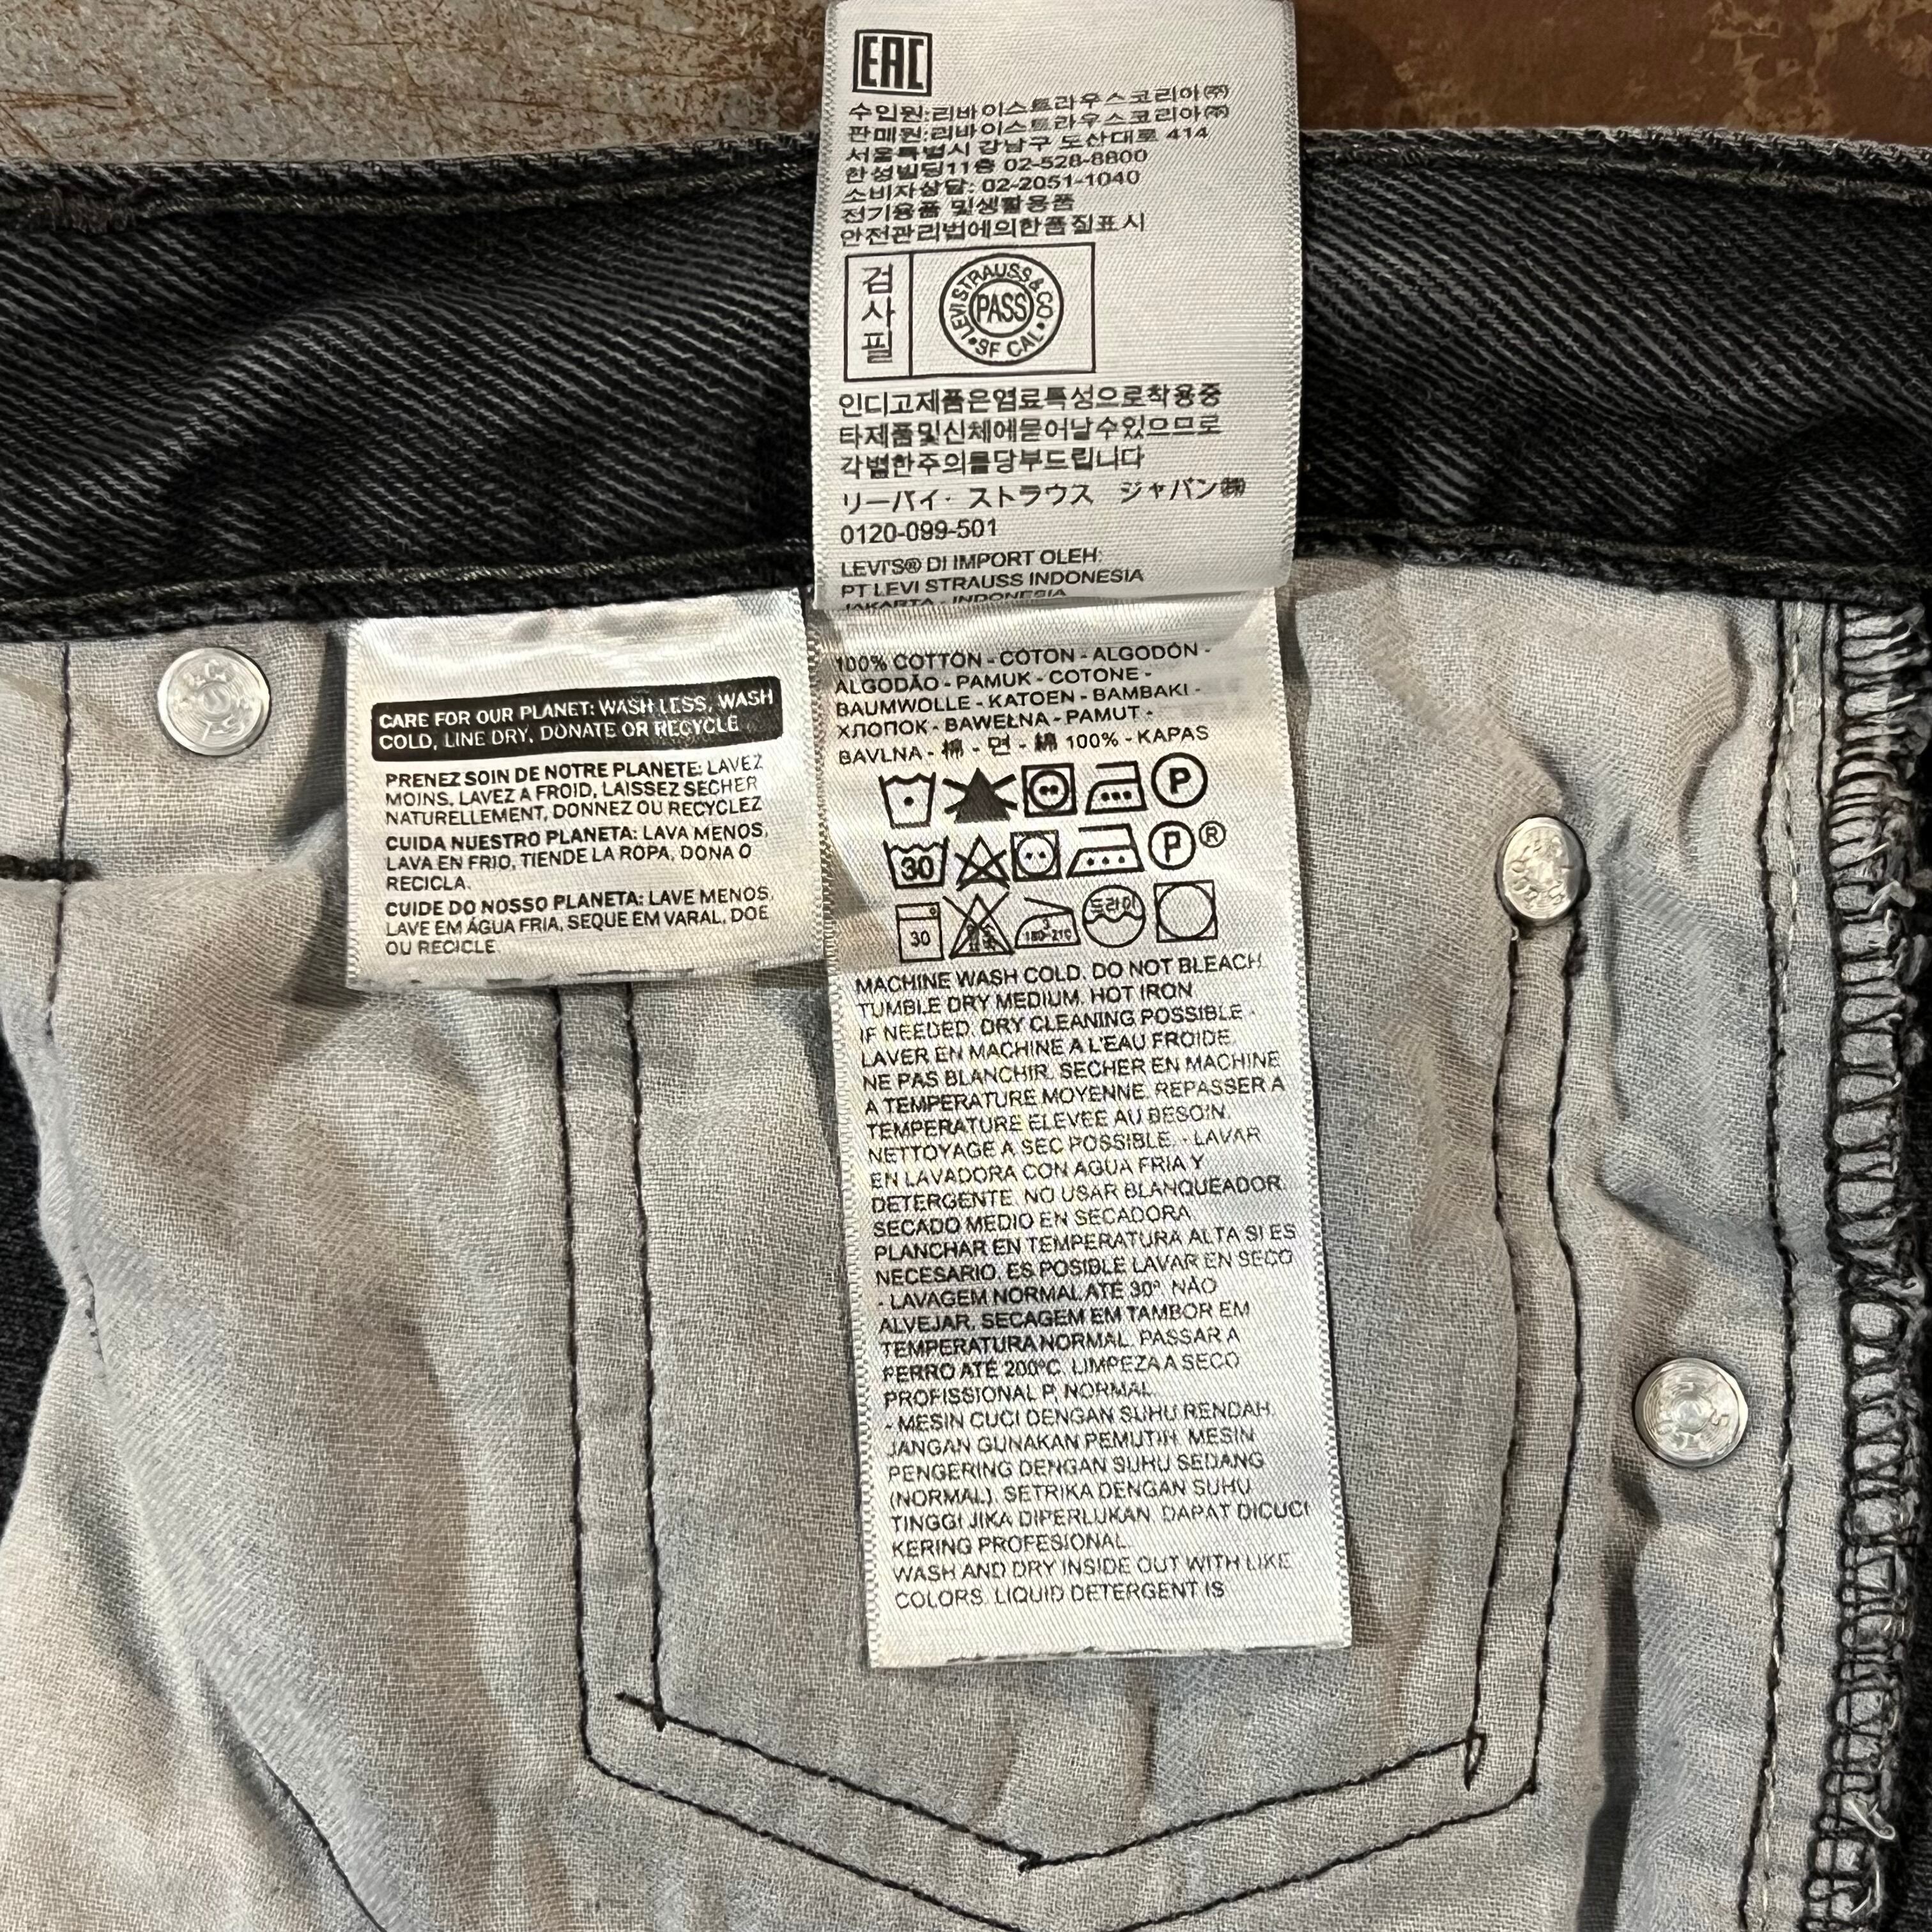 EAC
수입원:리바이스트라우스코리아㈜
판매원:리바이스트라우스코리아㈜
서울특별시 강남구 도산대로 414
한성빌딩11층 02-528-8800
소비자상담: 02-2051-1040
전기용품 및생활용품
안전관리법에의한품질표시
검
사
필
LEVI STRAUSS & CO
PASS
SF CAL
인디고제품은염료특성으로착용중
타제품및신체에묻어날수있으므로
각별한주의를당부드립니다
リーバイ・ストラウス ジャパン㈱
0120-099-501
LEVI'S® DI IMPORT OLEH:
PT LEVI STRAUSS INDONESIA
JAKARTA - INDONESIA
CARE FOR OUR PLANET: WASH LESS, WASH
COLD, LINE DRY, DONATE OR RECYCLE
PRENEZ SOIN DE NOTRE PLANETE: LAVEZ
MOINS, LAVEZ A FROID, LAISSEZ SECHER
NATURELLEMENT, DONNEZ OU RECYCLEZ
CUIDA NUESTRO PLANETA: LAVA MENOS,
LAVA EN FRIO, TIENDE LA ROPA, DONA O
RECICLA.
CUIDE DO NOSSO PLANETA: LAVE MENOS,
LAVE EM ÁGUA FRIA, SEQUE EM VARAL, DOE
OU RECICLE
100% COTTON - COTON - ALGODÓN -
ALGODÃO - PAMUK - COTONE -
BAUMWOLLE - KATOEN - BAMBAKI -
ХЛОПОК - BAWEŁNA - PAMUT -
BAVLNA - 棉 - 면 - 綿 100% - KAPAS
P
30 P ®
30 3 180-210 드라이
MACHINE WASH COLD. DO NOT BLEACH.
TUMBLE DRY MEDIUM. HOT IRON
IF NEEDED. DRY CLEANING POSSIBLE -
LAVER EN MACHINE A L'EAU FROIDE.
NE PAS BLANCHIR. SECHER EN MACHINE
A TEMPERATURE MOYENNE. REPASSER A
TEMPERATURE ELEVEE AU BESOIN.
NETTOYAGE A SEC POSSIBLE. - LAVAR
EN LAVADORA CON AGUA FRIA Y
DETERGENTE. NO USAR BLANQUEADOR.
SECADO MEDIO EN SECADORA.
PLANCHAR EN TEMPERATURA ALTA SI ES
NECESARIO. ES POSIBLE LAVAR EN SECO
- LAVAGEM NORMAL ATÉ 30º. NÃO
ALVEJAR. SECAGEM EM TAMBOR EM
TEMPERATURA NORMAL. PASSAR A
FERRO ATÉ 200ºC. LIMPEZA A SECO
PROFISSIONAL P, NORMAL.
- MESIN CUCI DENGAN SUHU RENDAH.
JANGAN GUNAKAN PEMUTIH. MESIN
PENGERING DENGAN SUHU SEDANG
(NORMAL). SETRIKA DENGAN SUHU
TINGGI JIKA DIPERLUKAN. DAPAT DICUCI
KERING PROFESIONAL.
WASH AND DRY INSIDE OUT WITH LIKE
COLORS. LIQUID DETERGENT IS